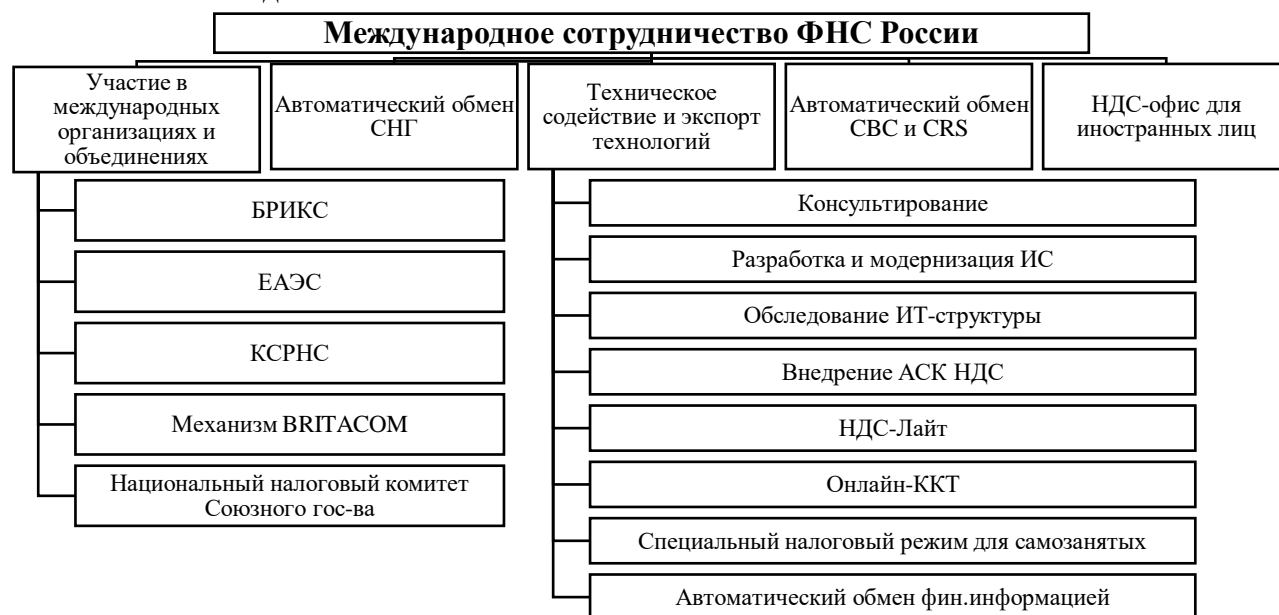 Международное сотрудничество ФНС России
Участие в
международных
организациях и
объединениях
Автоматический обмен
СНГ
Техническое
содействие и экспорт
технологий
Автоматический обмен
CBC и CRS
НДС-офис для
иностранных лиц
БРИКС
ЕАЭС
КСРНС
Механизм BRITACOM
Национальный налоговый комитет
Союзного гос-ва
Консультирование
Разработка и модернизация ИС
Обследование ИТ-структуры
Внедрение АСК НДС
НДС-Лайт
Онлайн-ККТ
Специальный налоговый режим для самозанятых
Автоматический обмен фин.информацией